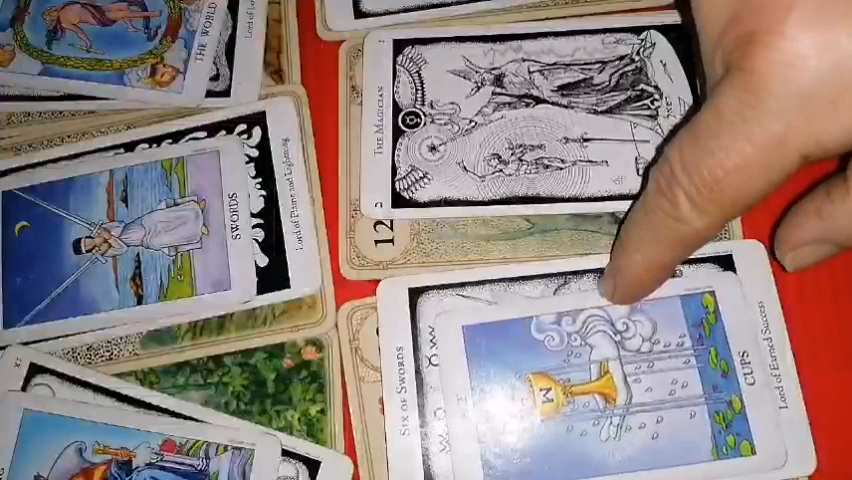 THE WORLD
Lord of
THE MAGICIAN
12
SWORDS
Lord of Flame and Lightening
SIX OF SWORDS
CUPS
Lord of Earned Success